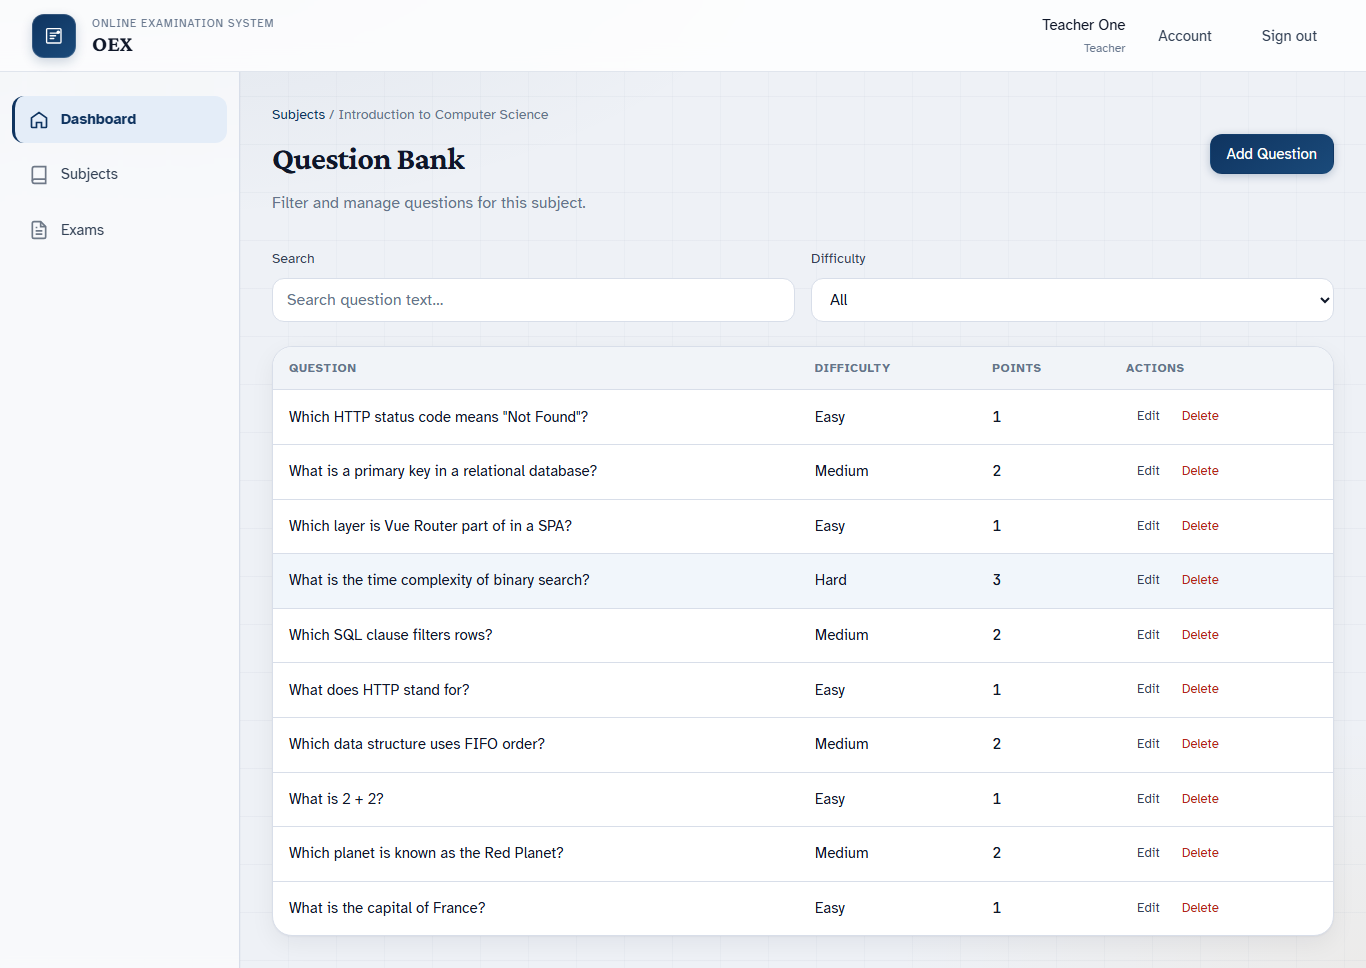 ONLINE EXAMINATION SYSTEM
OEX
Teacher One
Teacher
Account
Sign out
Dashboard
Subjects
Exams
Subjects / Introduction to Computer Science
Question Bank
Add Question
Filter and manage questions for this subject.
Search
Difficulty
Search question text...
All
QUESTION DIFFICULTY POINTS ACTIONS
Which HTTP status code means "Not Found"? Easy 1 Edit Delete
What is a primary key in a relational database? Medium 2 Edit Delete
Which layer is Vue Router part of in a SPA? Easy 1 Edit Delete
What is the time complexity of binary search? Hard 3 Edit Delete
Which SQL clause filters rows? Medium 2 Edit Delete
What does HTTP stand for? Easy 1 Edit Delete
Which data structure uses FIFO order? Medium 2 Edit Delete
What is 2 + 2? Easy 1 Edit Delete
Which planet is known as the Red Planet? Medium 2 Edit Delete
What is the capital of France? Easy 1 Edit Delete